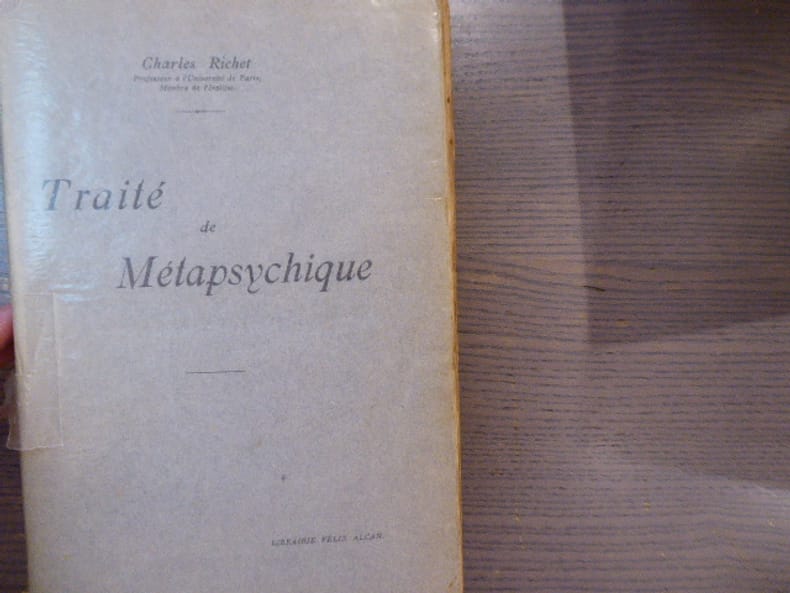 Charles Richet
Professeur à l'Université de Paris,
Membre de l'Institut.
Traité
de
Métapsychique
LIBRAIRIE FÉLIX ALCAN.